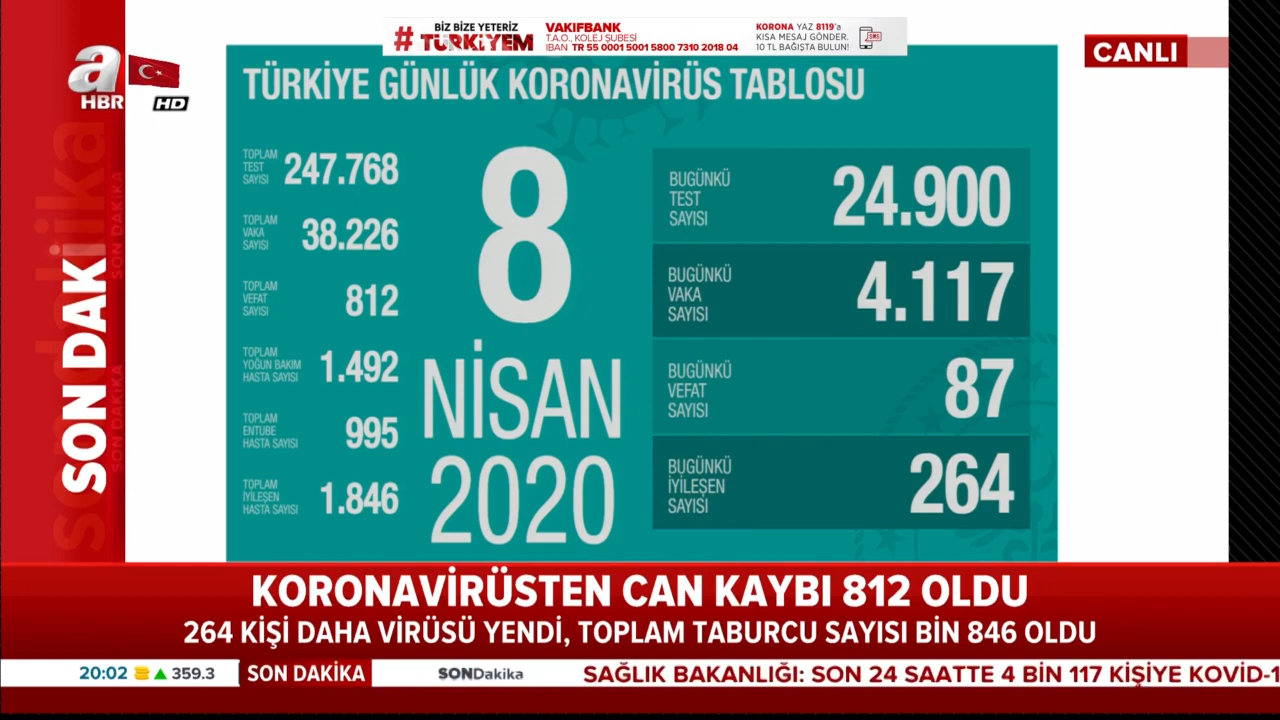 BİZ BİZE YETERİZ
# TÜRKİYEM
VAKIFBANK
T.A.O., KOLEJ ŞUBESİ
IBAN TR 55 0001 5001 5800 7310 2018 04
KORONA YAZ 8119'a
KISA MESAJ GÖNDER.
10 TL BAĞIŞTA BULUN!
SMS
a
HBR
HD
CANLI
SON DAKİ
SON DAKİKA
TÜRKİYE GÜNLÜK KORONAVİRÜS TABLOSU
TOPLAM
TEST
SAYISI
247.768
TOPLAM
VAKA
SAYISI
38.226
TOPLAM
VEFAT
SAYISI
812
TOPLAM
YOĞUN BAKIM
HASTA SAYISI
1.492
TOPLAM
ENTUBE
HASTA SAYISI
995
TOPLAM
İYİLEŞEN
HASTA SAYISI
1.846
8
NİSAN
2020
BUGÜNKÜ
TEST
SAYISI
24.900
BUGÜNKÜ
VAKA
SAYISI
4.117
BUGÜNKÜ
VEFAT
SAYISI
87
BUGÜNKÜ
İYİLEŞEN
SAYISI
264
KORONAVİRÜSTEN CAN KAYBI 812 OLDU
264 KİŞİ DAHA VİRÜSÜ YENDİ, TOPLAM TABURCU SAYISI BİN 846 OLDU
20:02 359.3 SON DAKİKA SONDakika SAĞLIK BAKANLIĞI: SON 24 SAATTE 4 BİN 117 KİŞİYE KOVİD-1